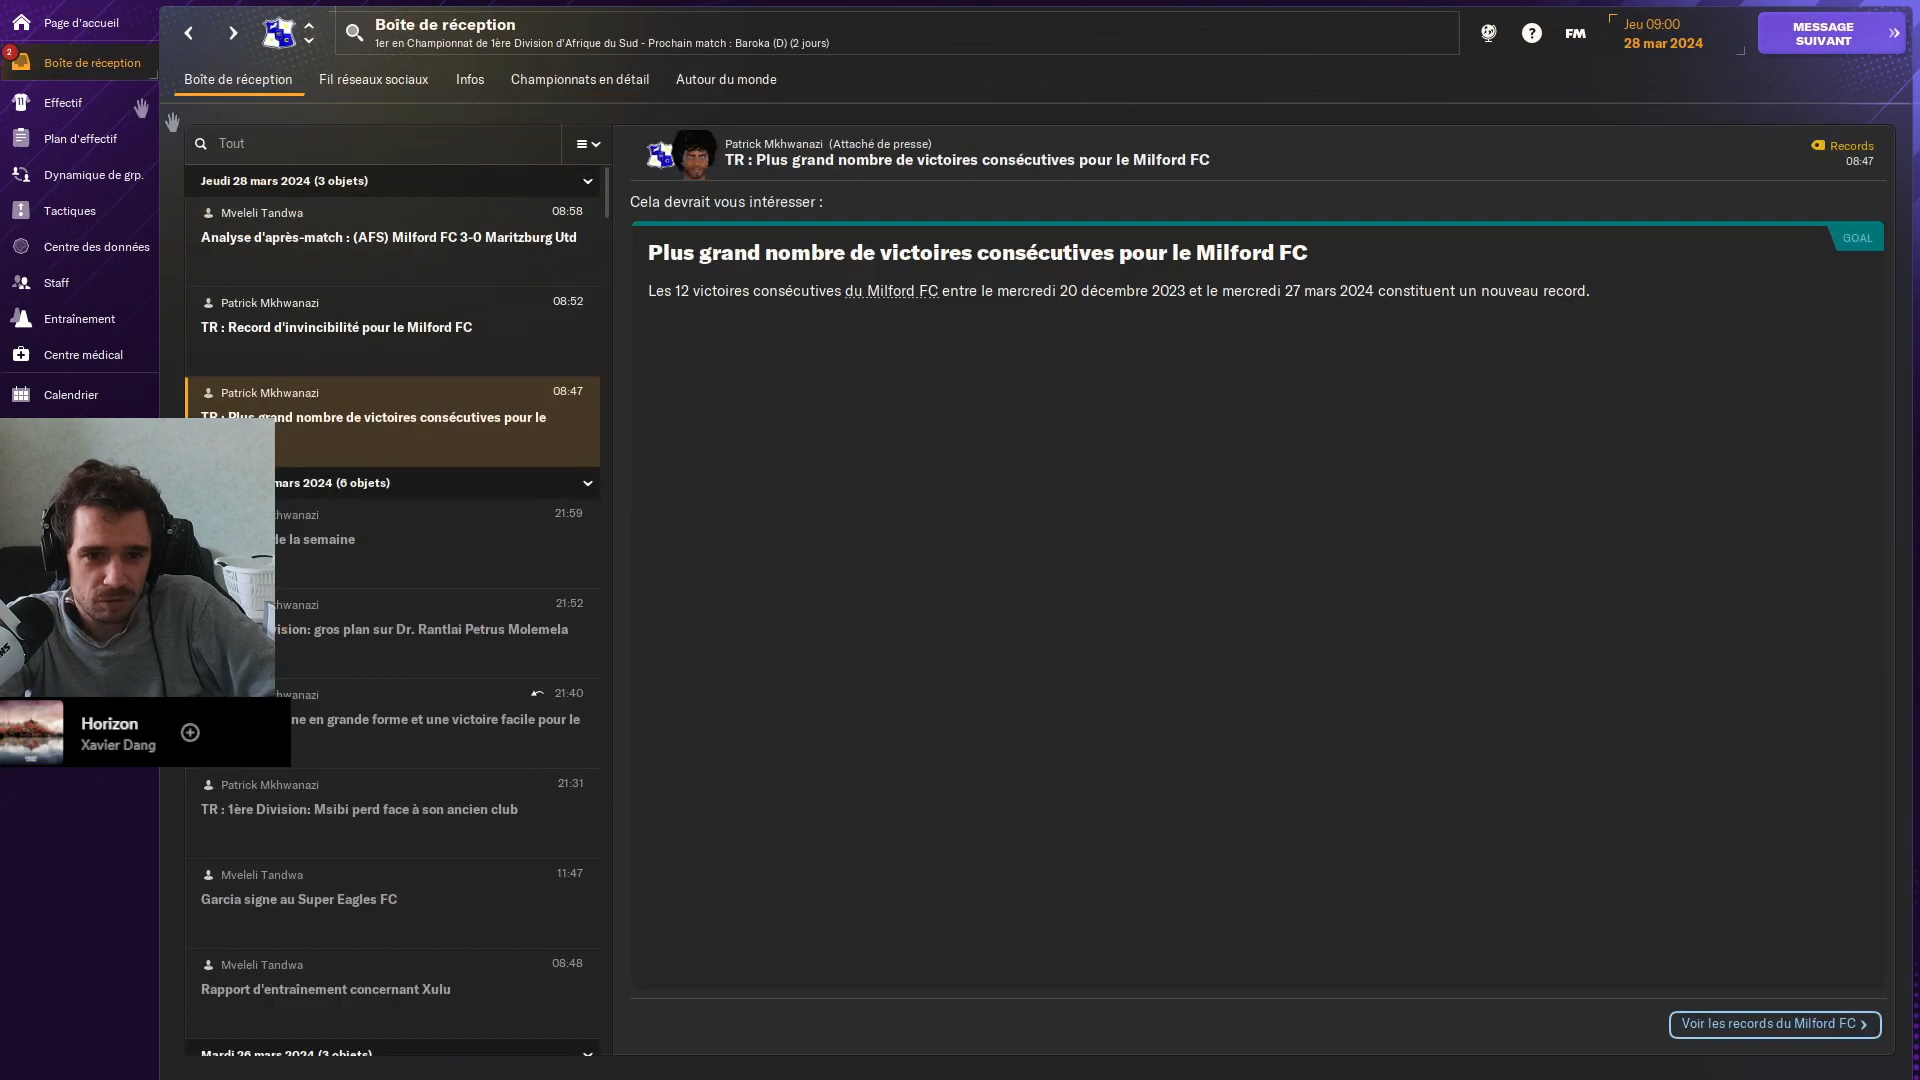 Page d'accueil
2
Boîte de réception
Effectif
Plan d'effectif
Dynamique de grp.
Tactiques
Centre des données
Staff
Entraînement
Centre médical
Calendrier
Boîte de réception
1er en Championnat de 1ère Division d'Afrique du Sud - Prochain match : Baroka (D) (2 jours)
FM
Jeu 09:00
28 mar 2024
MESSAGE
SUIVANT
Boîte de réception
Fil réseaux sociaux
Infos
Championnats en détail
Autour du monde
Tout
Jeudi 28 mars 2024 (3 objets)
Mveleli Tandwa
08:58
Analyse d'après-match : (AFS) Milford FC 3-0 Maritzburg Utd
Patrick Mkhwanazi
08:52
TR : Record d'invincibilité pour le Milford FC
Patrick Mkhwanazi
08:47
TR : Plus grand nombre de victoires consécutives pour le
mars 2024 (6 objets)
hwanazi
21:59
de la semaine
hwanazi
21:52
vision: gros plan sur Dr. Rantlai Petrus Molemela
hwanazi
21:40
ne en grande forme et une victoire facile pour le
Patrick Mkhwanazi
21:31
TR : 1ère Division: Msibi perd face à son ancien club
Mveleli Tandwa
11:47
Garcia signe au Super Eagles FC
Mveleli Tandwa
08:48
Rapport d'entraînement concernant Xulu
Mardi 26 mars 2024 (3 objets)
Patrick Mkhwanazi (Attaché de presse)
TR : Plus grand nombre de victoires consécutives pour le Milford FC
Records
08:47
Cela devrait vous intéresser :
GOAL
Plus grand nombre de victoires consécutives pour le Milford FC
Les 12 victoires consécutives du Milford FC entre le mercredi 20 décembre 2023 et le mercredi 27 mars 2024 constituent un nouveau record.
Voir les records du Milford FC
Horizon
Xavier Dang